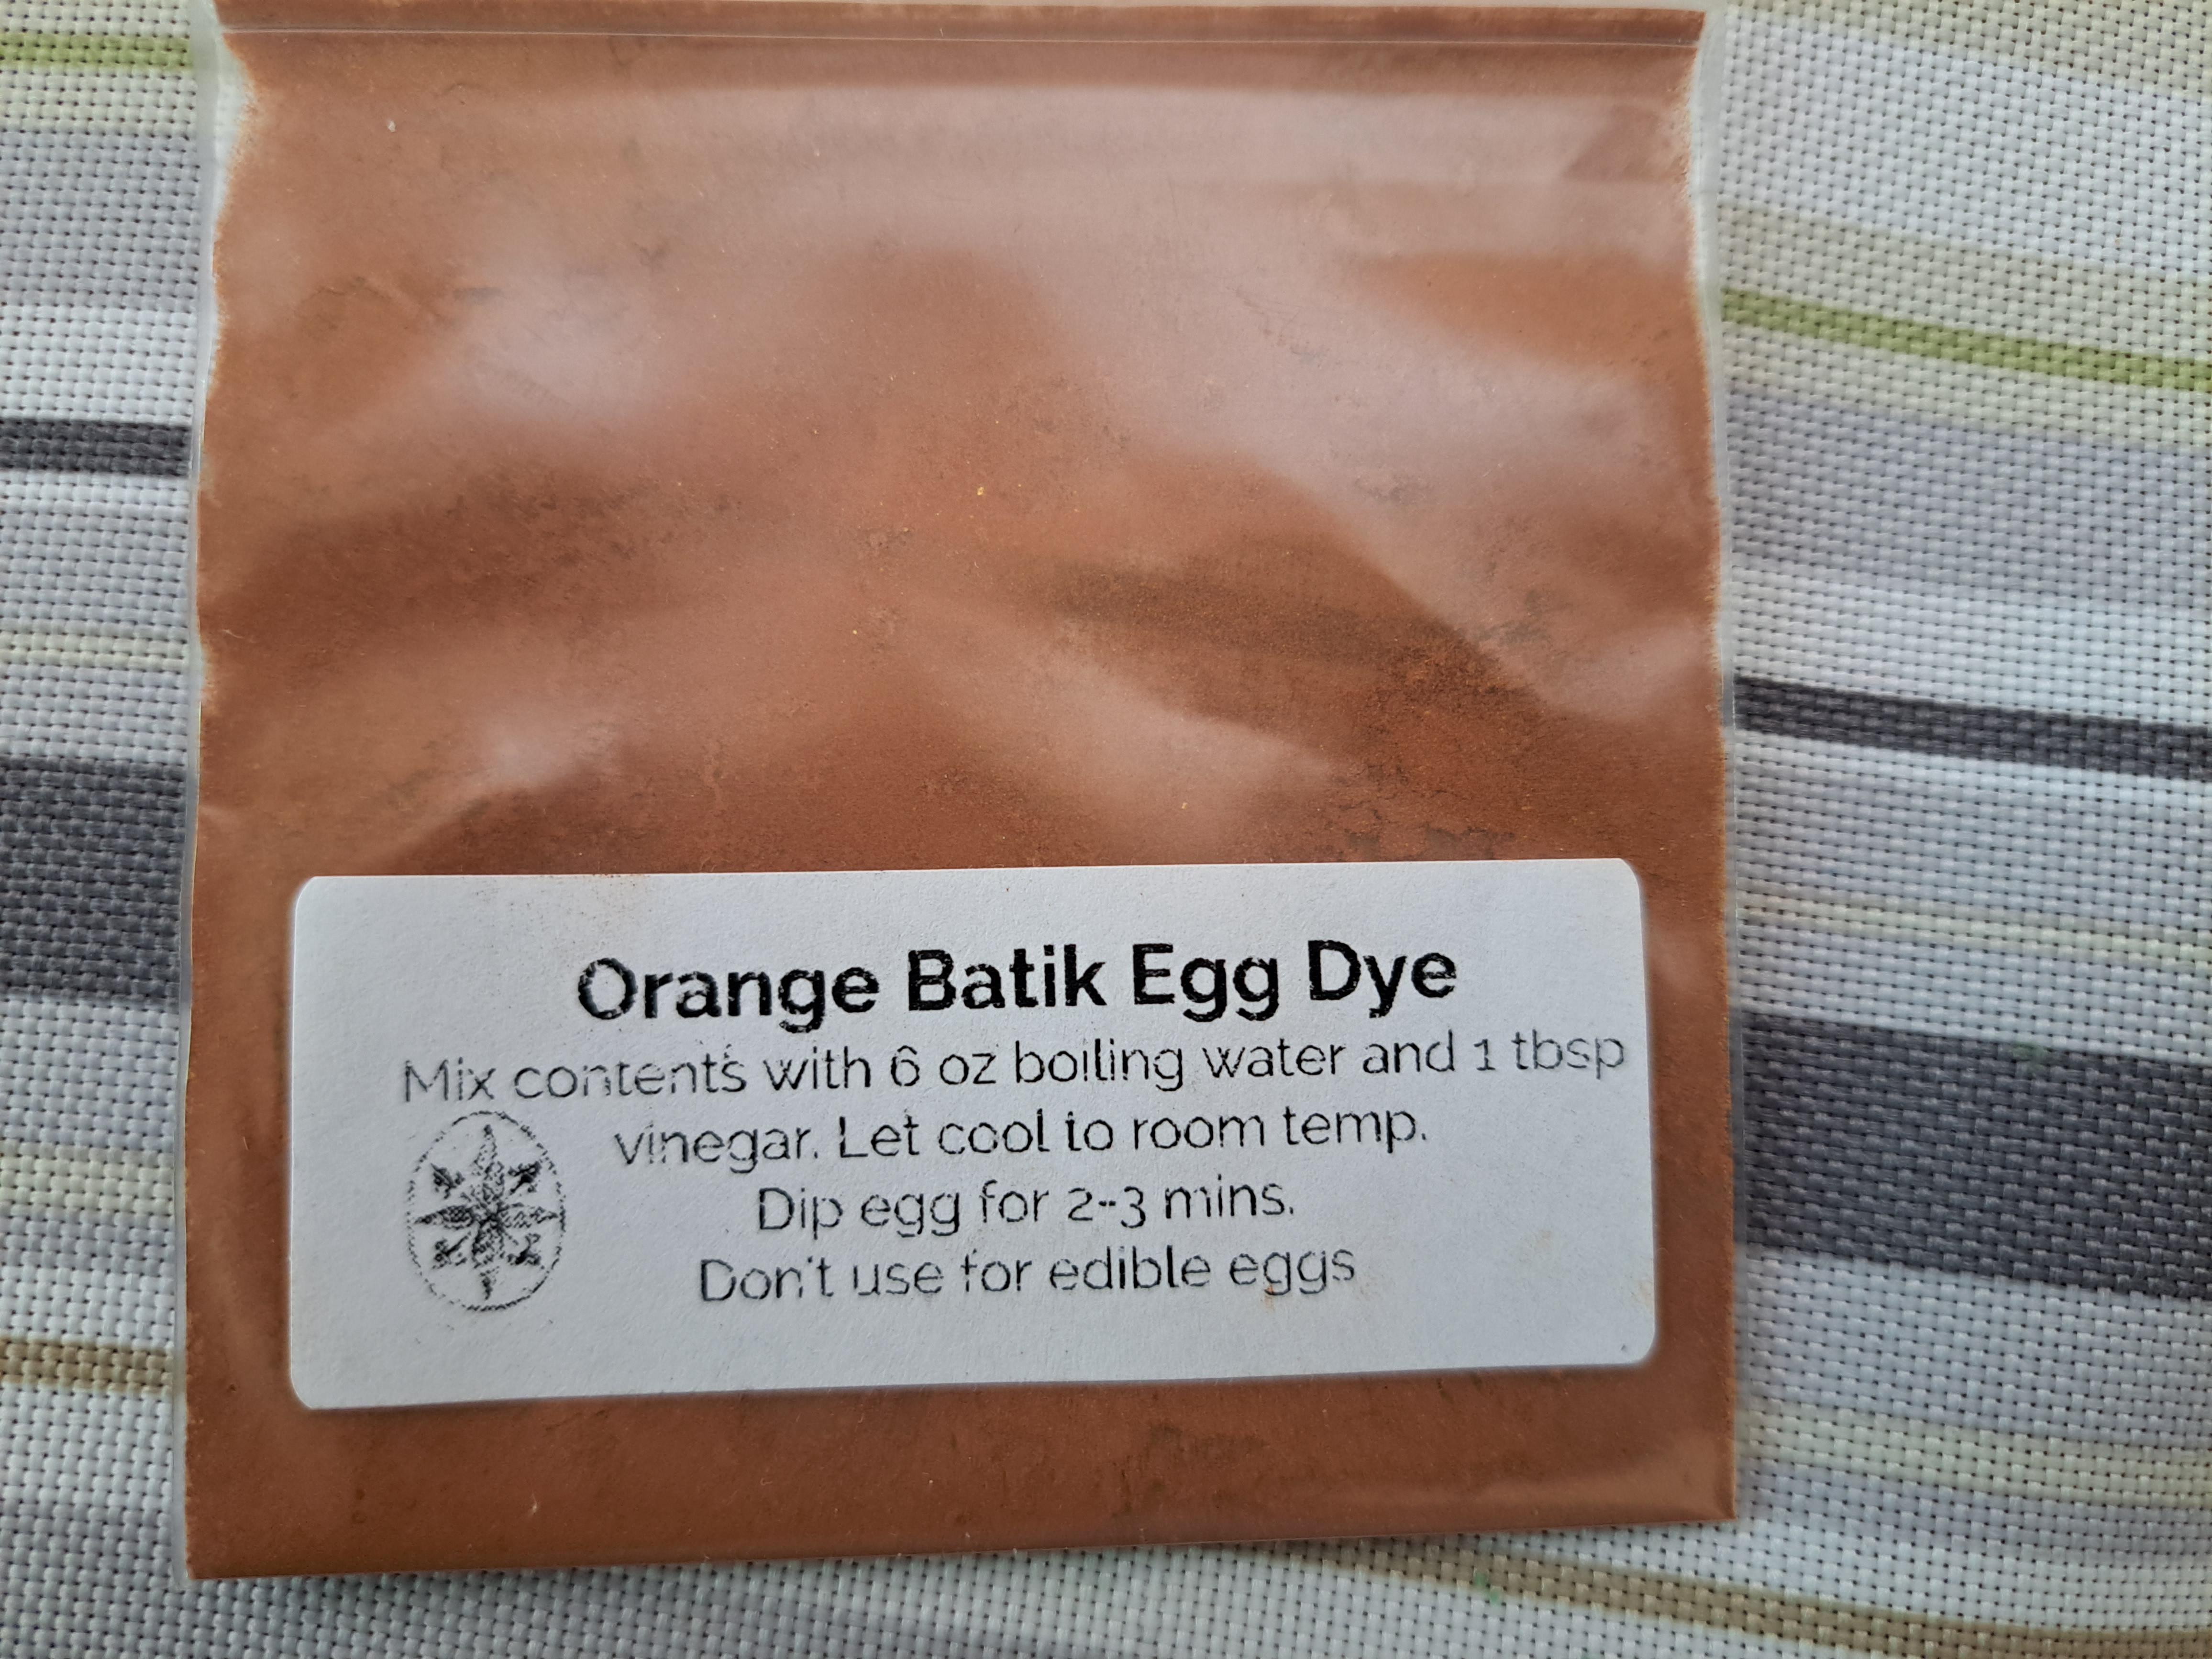 Orange Batik Egg Dye
Mix contents with 6 oz boiling water and 1 tbsp
vinegar. Let cool to room temp.
Dip egg for 2-3 mins.
Don't use for edible eggs